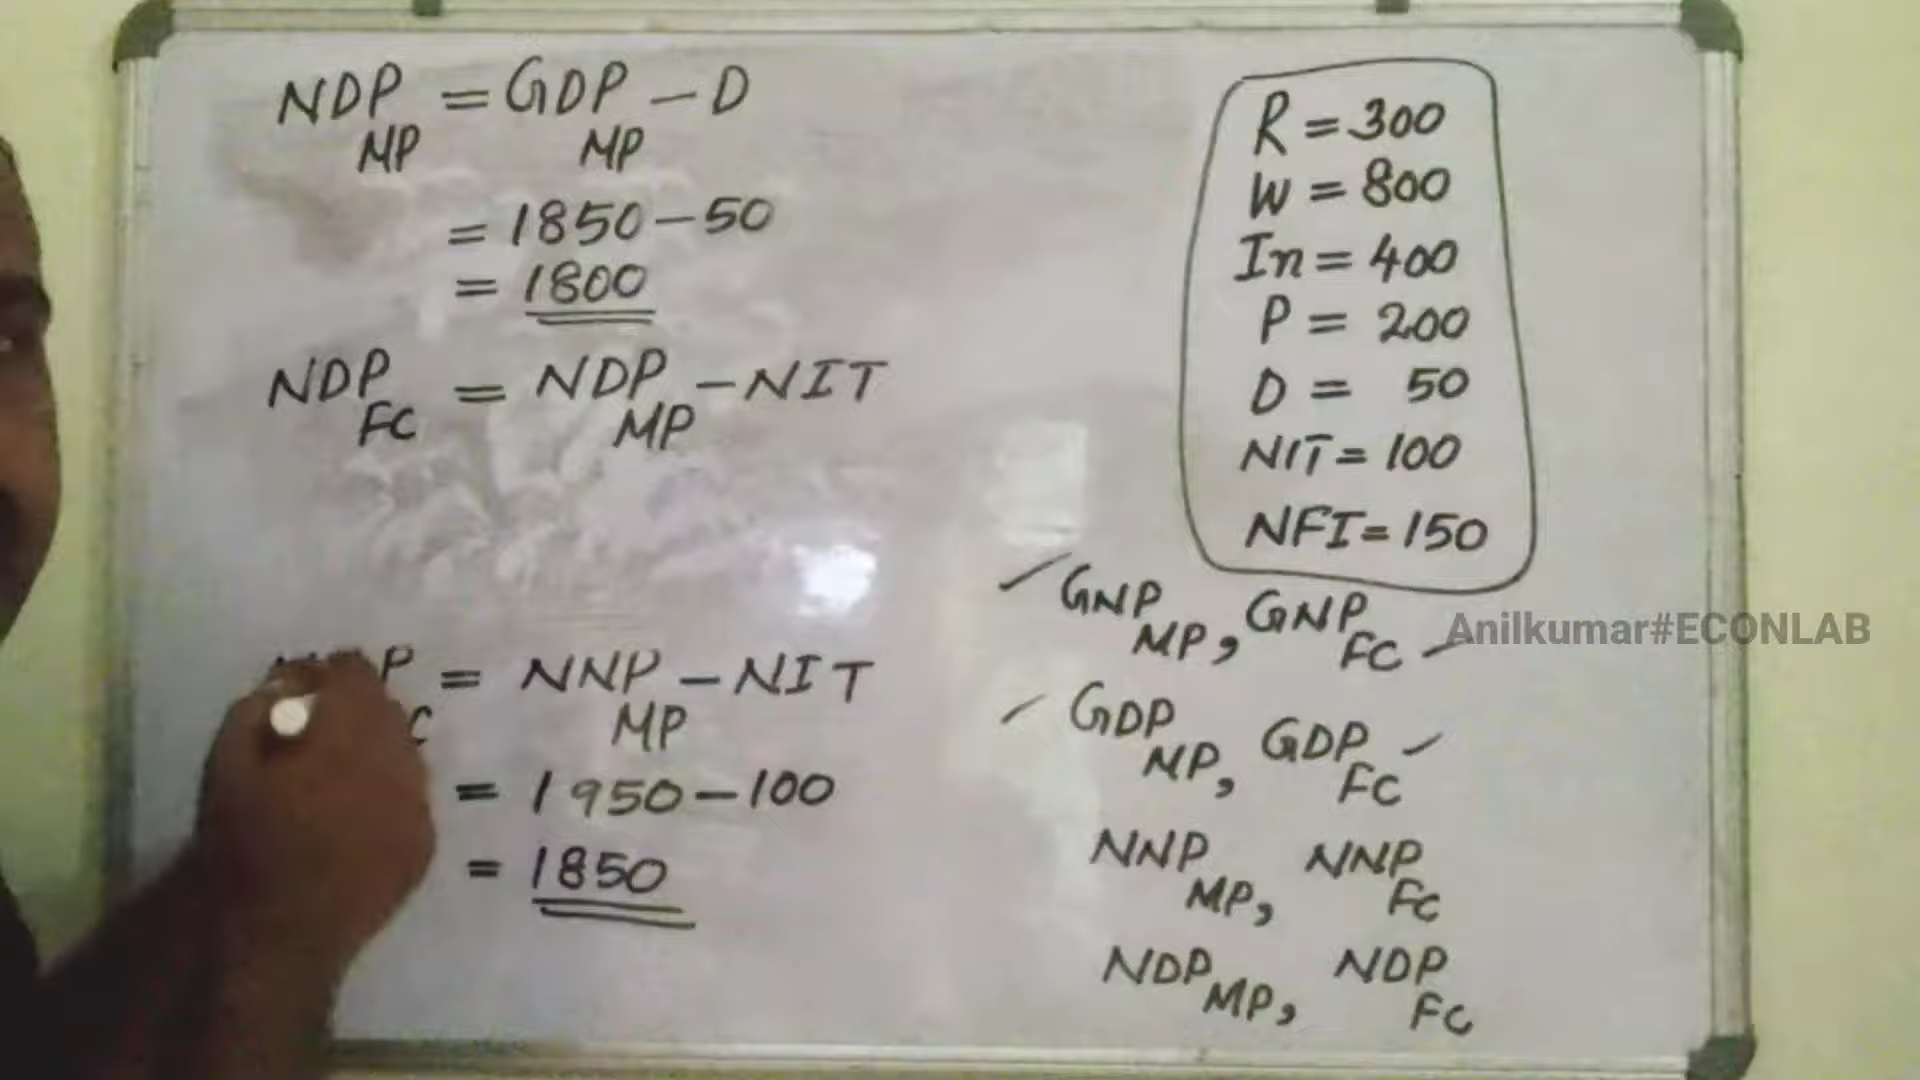 NDP MP = GDP MP – D
= 1850 – 50
= 1800
NDP FC = NDP MP – NIT
= NNP MP – NIT
= 1950 – 100
= 1850
R = 300
W = 800
In = 400
P = 200
D = 50
NIT = 100
NFI = 150
GNP MP, GNP FC
GDP MP, GDP FC
NNP MP, NNP FC
NDP MP, NDP FC
Anilkumar#ECONLAB